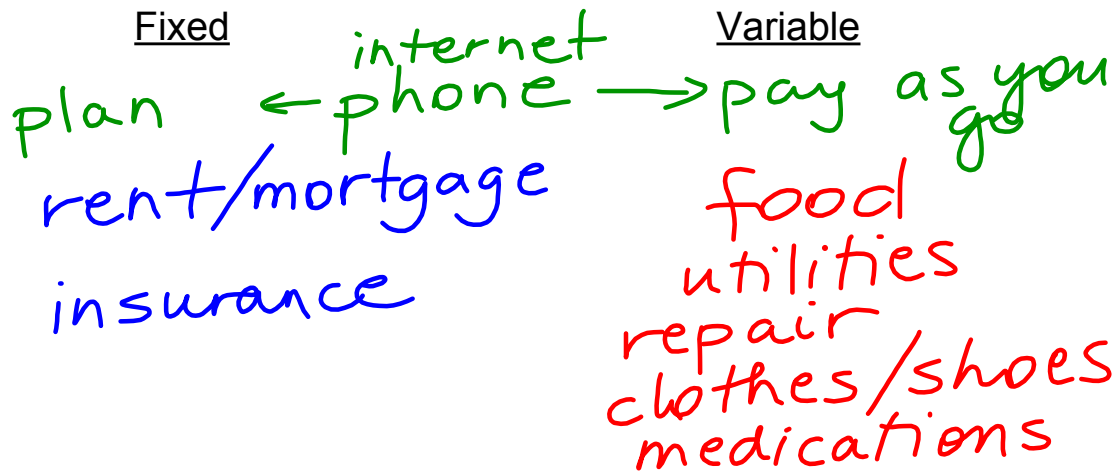 Fixed Variable
internet
plan ← phone → pay as you
go
rent/mortgage food
insurance utilities
repair
clothes/shoes
medications